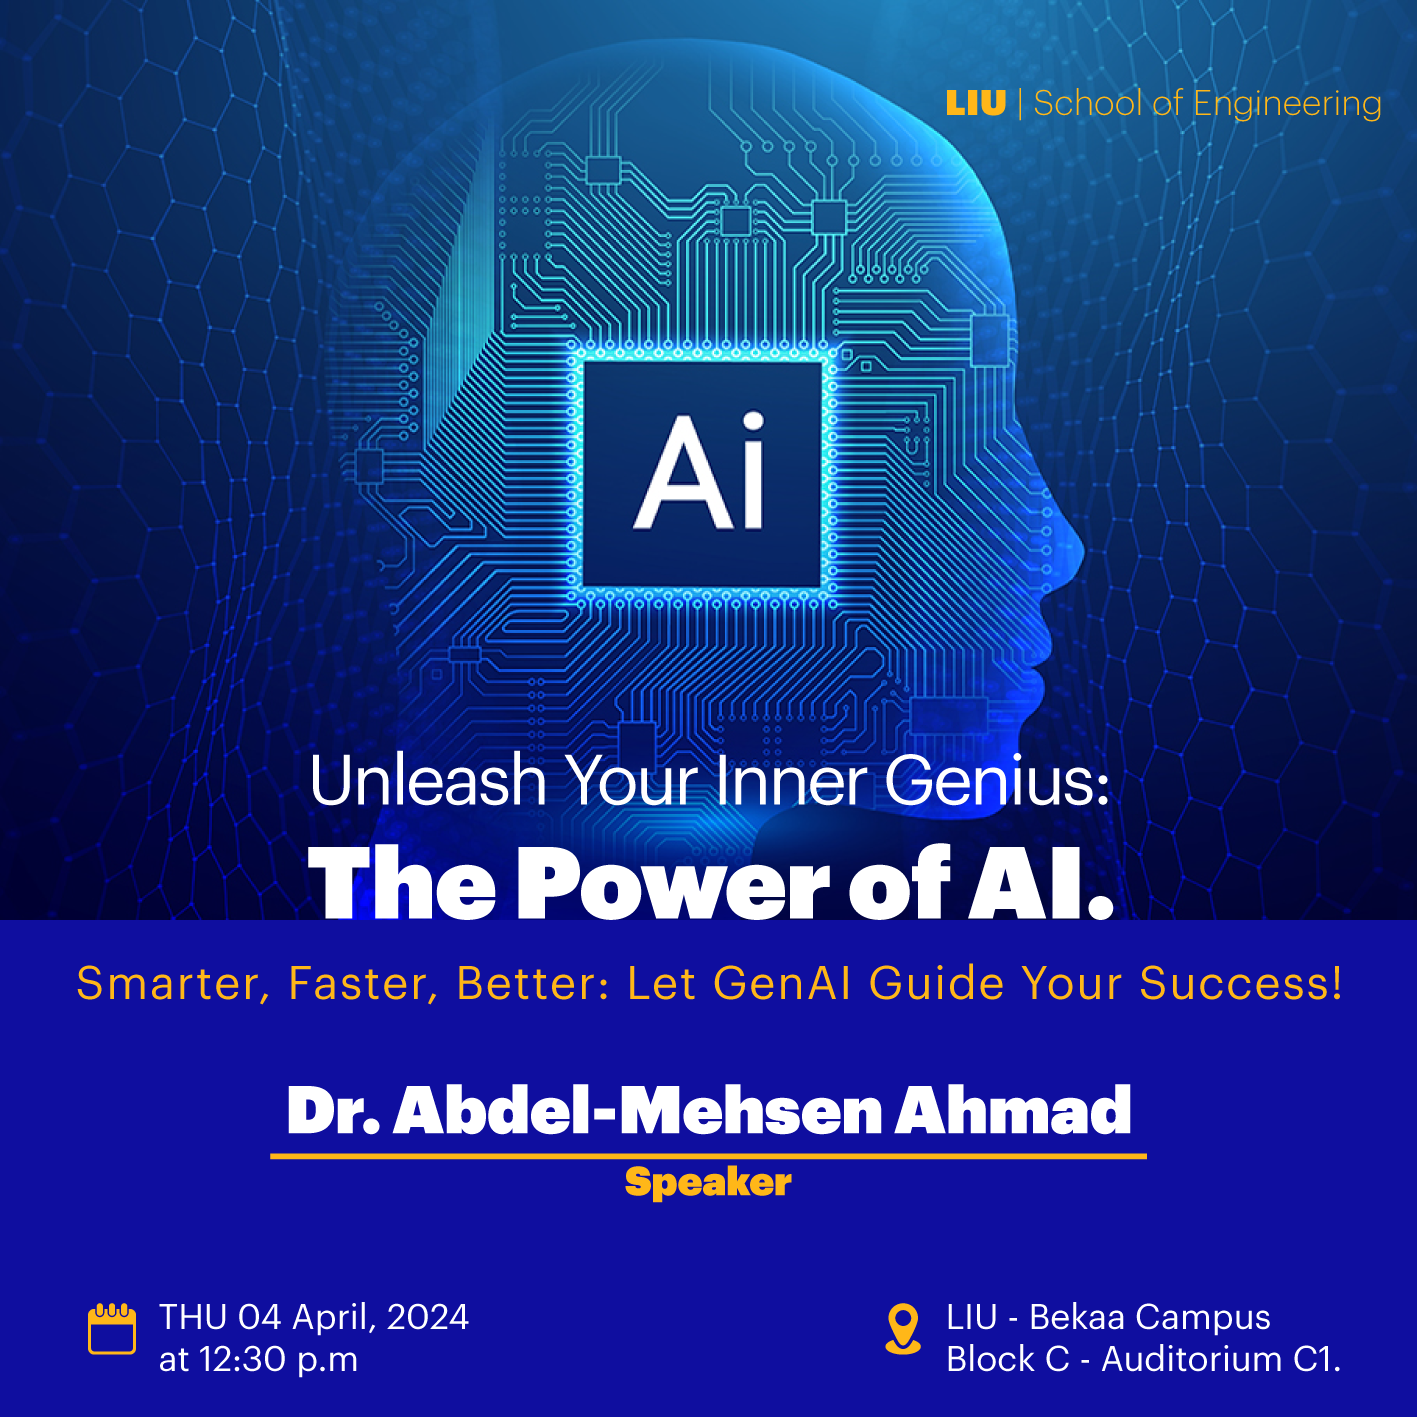 LIU | School of Engineering
Ai
Unleash Your Inner Genius:
The Power of AI.
Smarter, Faster, Better: Let GenAI Guide Your Success!
Dr. Abdel-Mehsen Ahmad
Speaker
THU 04 April, 2024
at 12:30 p.m
LIU - Bekaa Campus
Block C - Auditorium C1.